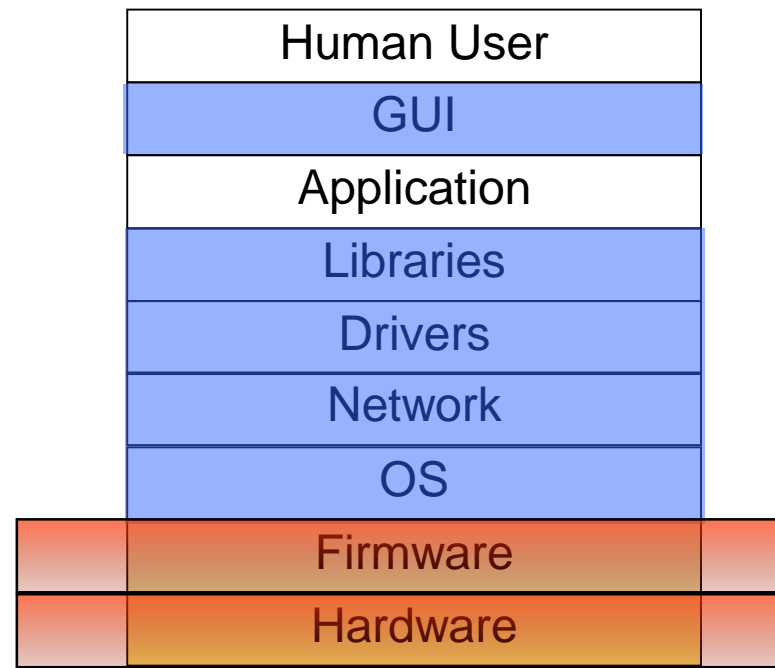 Human User
GUI
Application
Libraries
Drivers
Network
OS
Firmware
Hardware